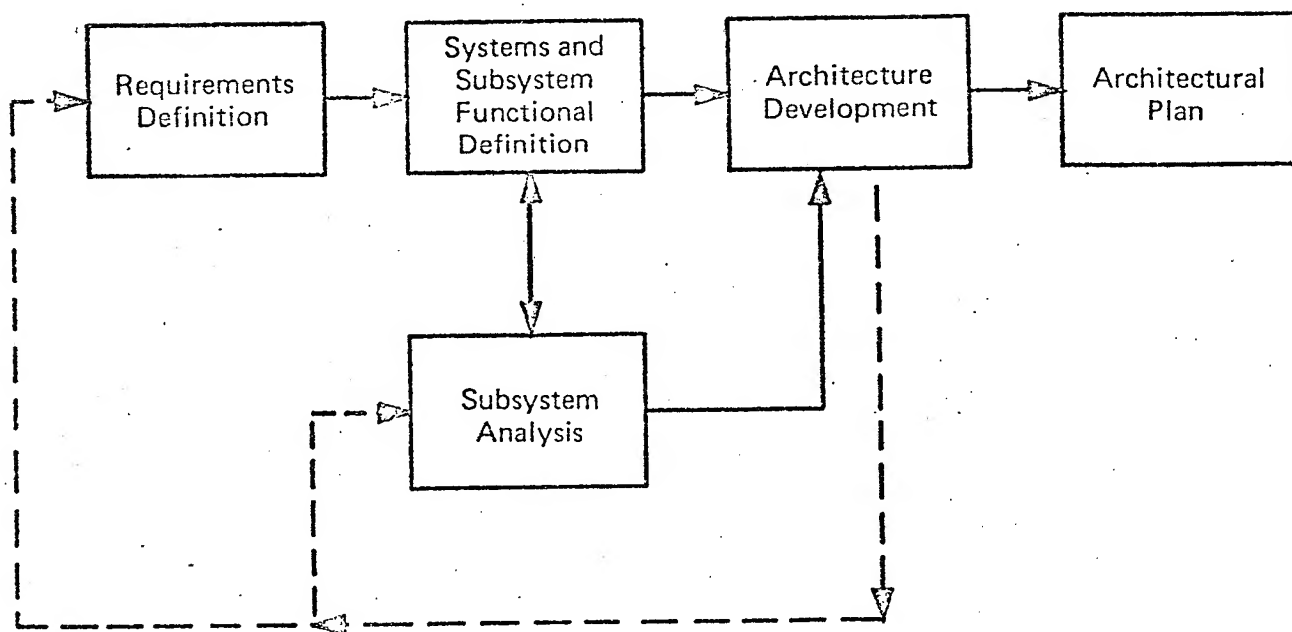 Requirements
Definition
Systems and
Subsystem
Functional
Definition
Architecture
Development
Architectural
Plan
Subsystem
Analysis